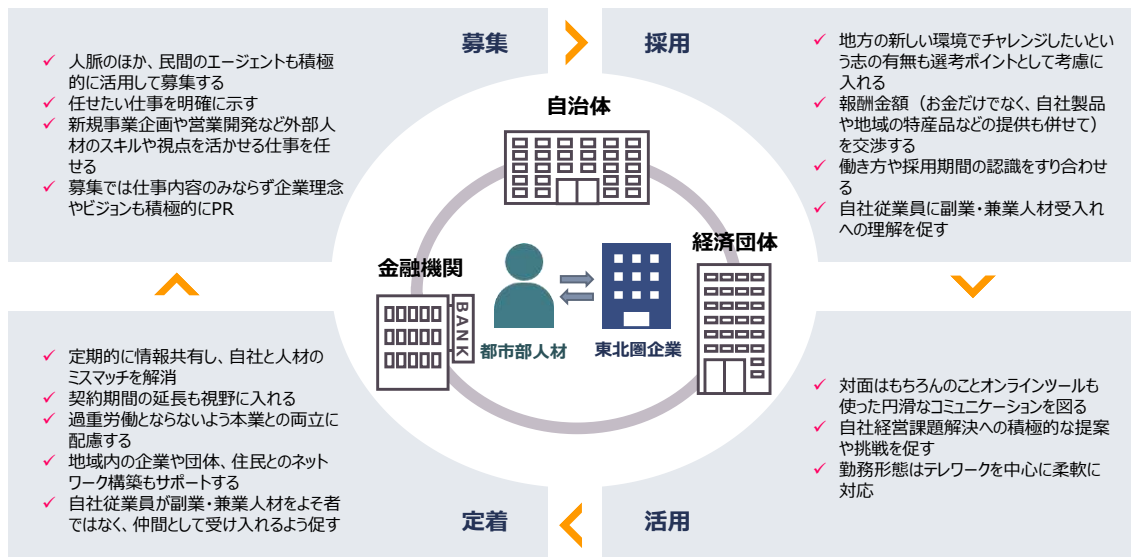 募集
人脈のほか、民間のエージェントも積極
的に活用して募集する
任せたい仕事を明確に示す
新規事業企画や営業開発など外部人
材のスキルや視点を活かせる仕事を任
せる
募集では仕事内容のみならず企業理念
やビジョンも積極的にPR
採用
地方の新しい環境でチャレンジしたいとい
う志の有無も選考ポイントとして考慮に
入れる
報酬金額（お金だけでなく、自社製品
や地域の特産品などの提供も併せて）
を交渉する
働き方や採用期間の認識をすり合わせ
る
自社従業員に副業・兼業人材受入れ
への理解を促す
自治体
経済団体
金融機関
BANK
都市部人材
東北圏企業
定期的に情報共有し、自社と人材の
ミスマッチを解消
契約期間の延長も視野に入れる
過重労働とならないよう本業との両立に
配慮する
地域内の企業や団体、住民とのネット
ワーク構築もサポートする
自社従業員が副業・兼業人材をよそ者
ではなく、仲間として受け入れるよう促す
定着
対面はもちろんのことオンラインツールも
使った円滑なコミュニケーションを図る
自社経営課題解決への積極的な提案
や挑戦を促す
勤務形態はテレワークを中心に柔軟に
対応
活用